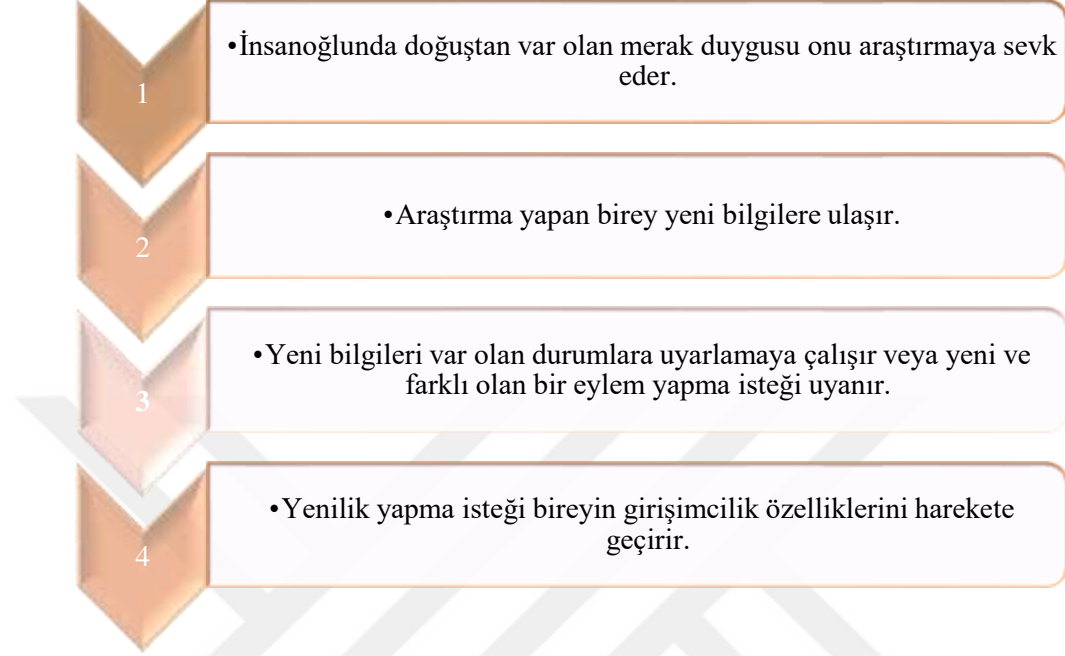 1
•İnsanoğlunda doğuştan var olan merak duygusu onu araştırmaya sevk
eder.
2
•Araştırma yapan birey yeni bilgilere ulaşır.
3
•Yeni bilgileri var olan durumlara uyarlamaya çalışır veya yeni ve
farklı olan bir eylem yapma isteği uyanır.
4
•Yenilik yapma isteği bireyin girişimcilik özelliklerini harekete
geçirir.